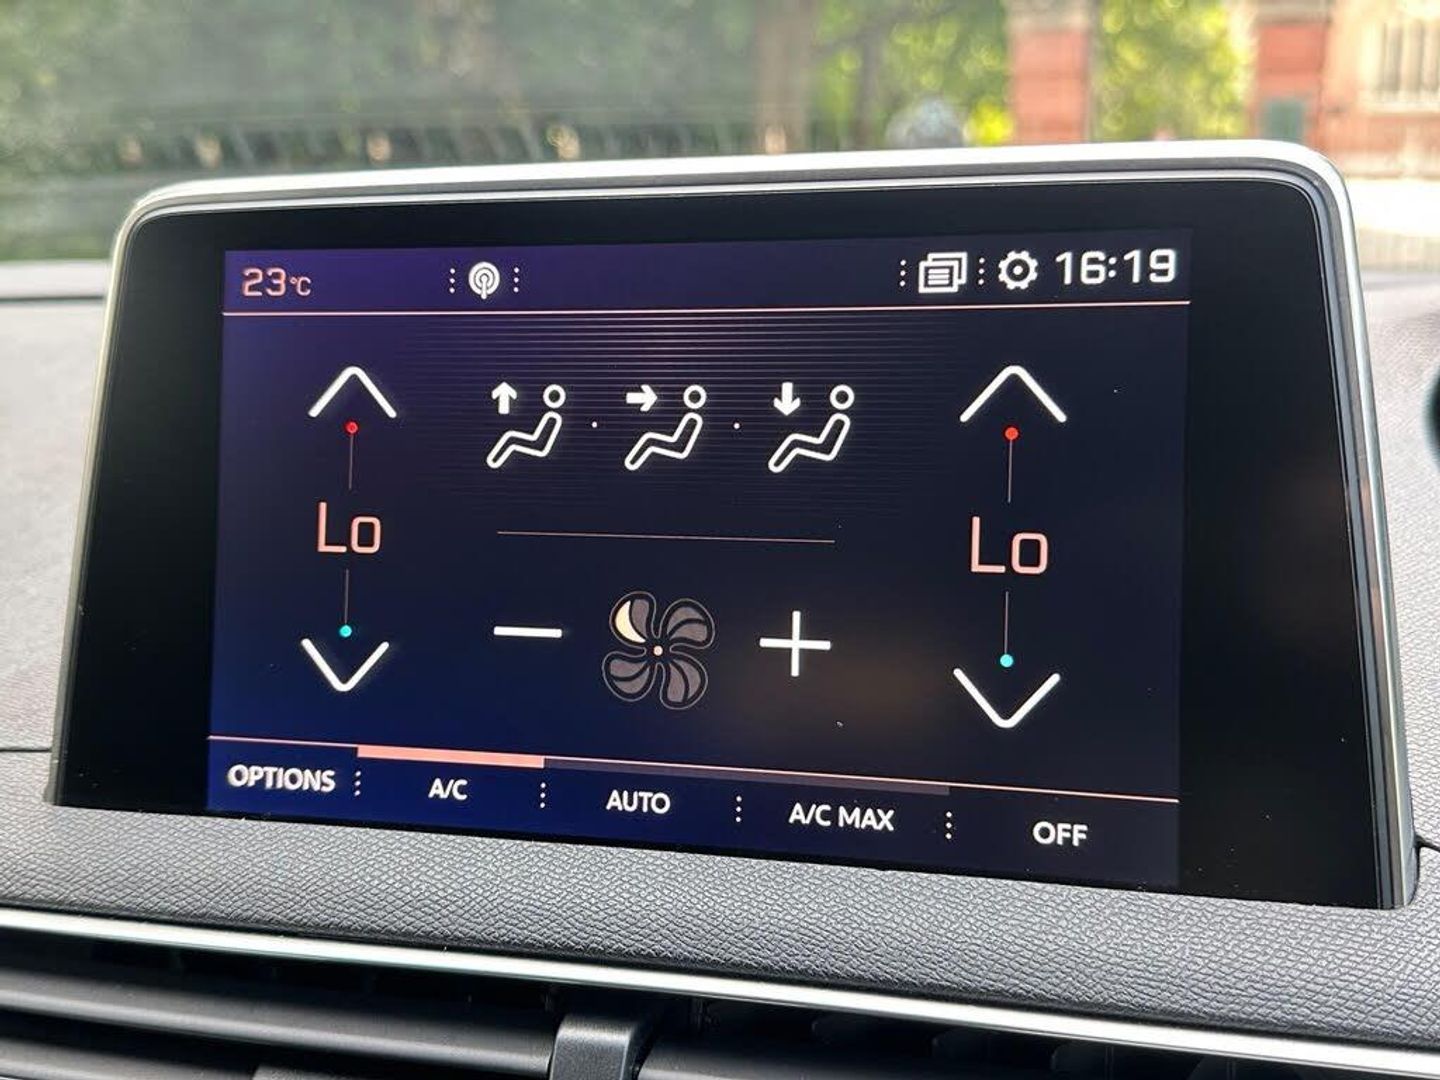 23°C 16:19
Lo Lo
OPTIONS A/C AUTO A/C MAX OFF